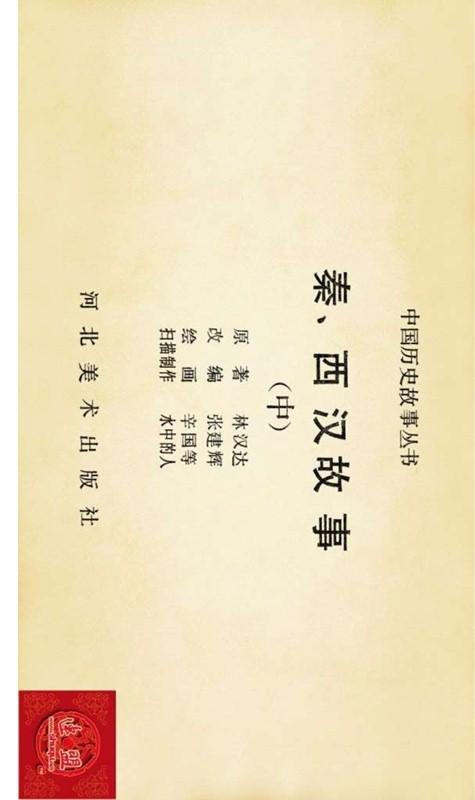 中国历史故事丛书
秦、西汉故事
(中)
原 著 林汉达
改 编 张建辉
绘 画 辛国等
扫描制作 水中的人
河北美术出版社